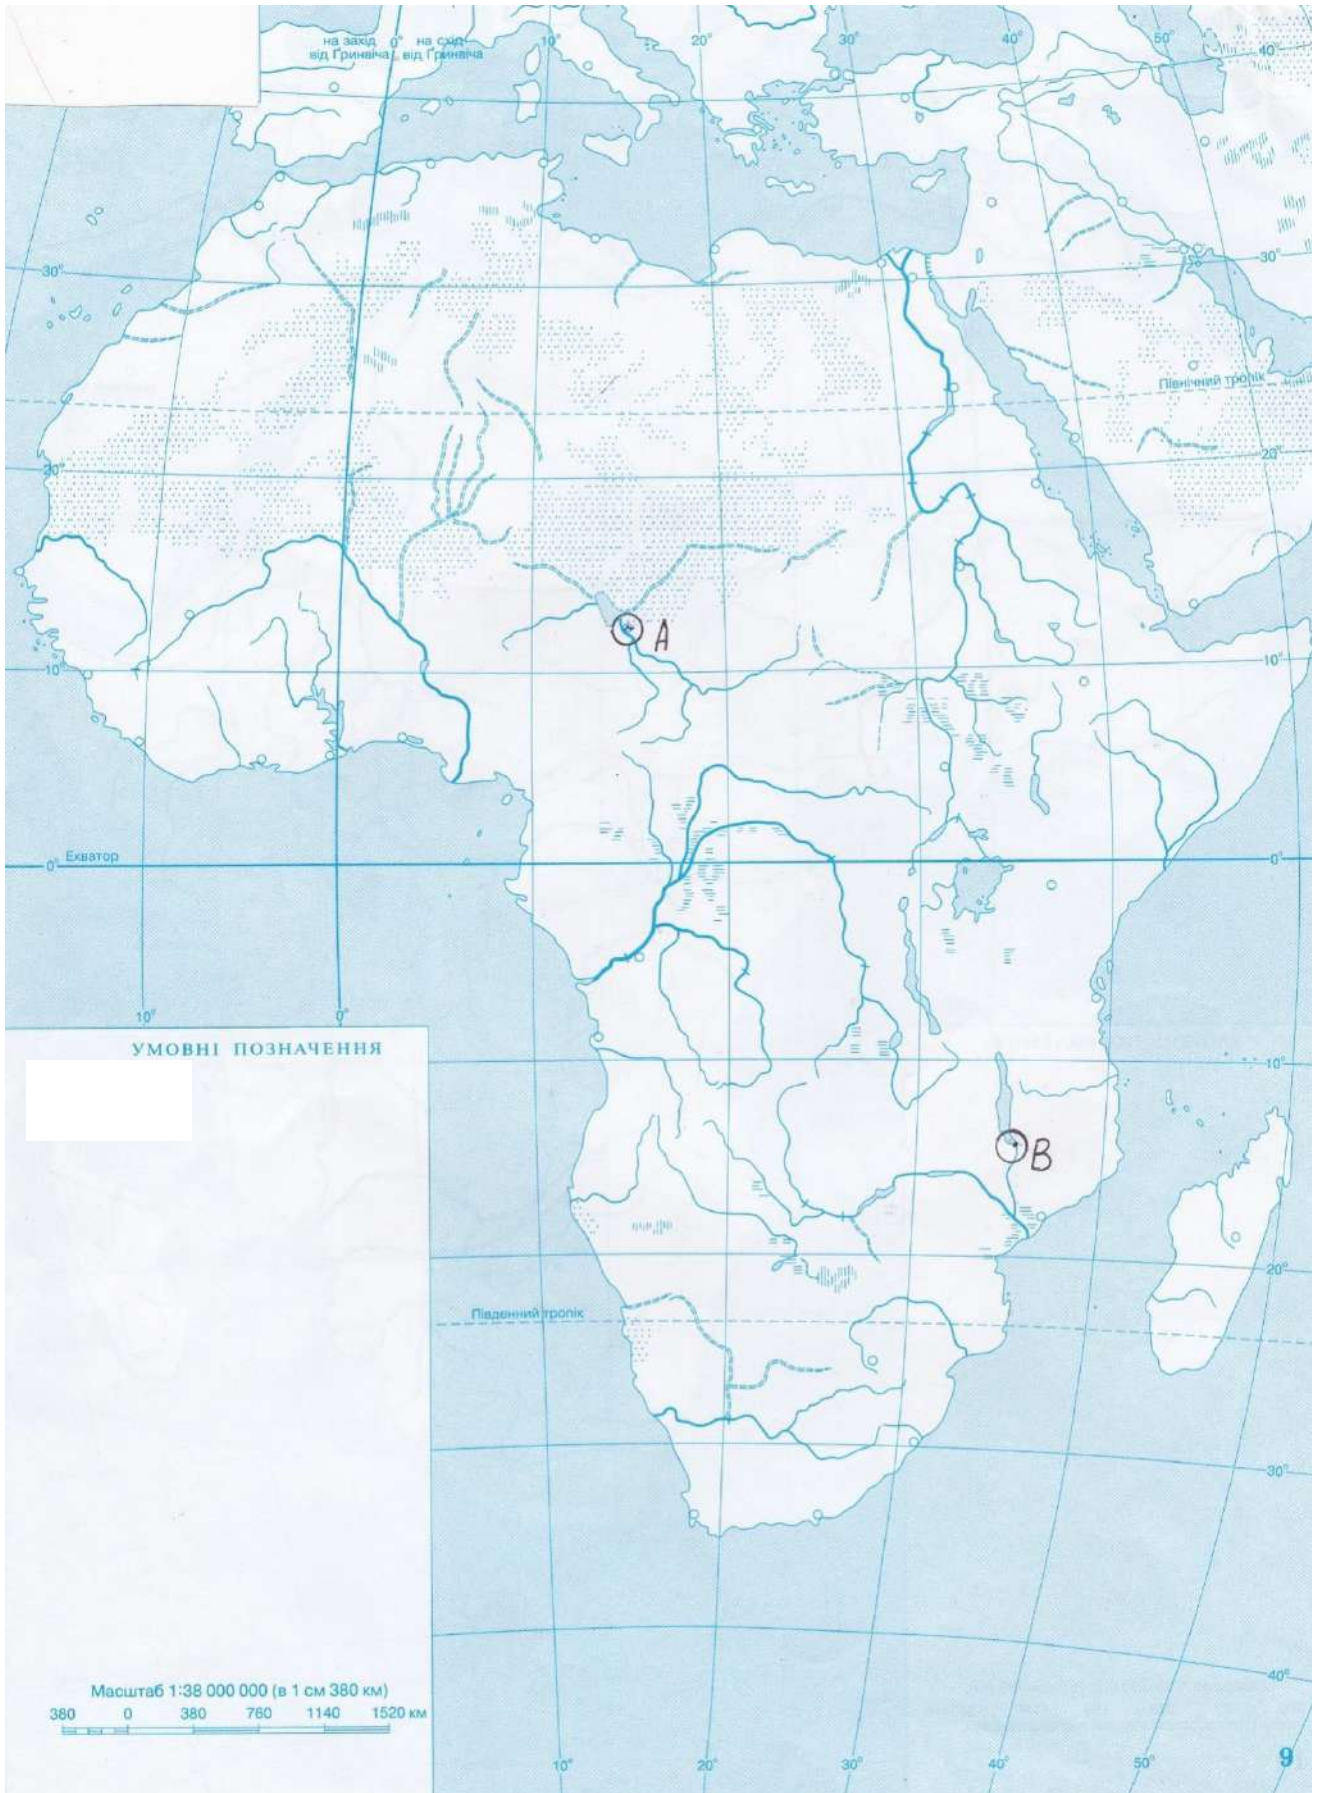 на захід 0° на схід 10° 20° 30° 40° 50°
від Ґринвіча від Ґринвіча
40°
30° 30°
Північний тропік
20° 20°
A
10° 10°
0° Екватор 0°
10° 0°
УМОВНІ ПОЗНАЧЕННЯ
10°
B
20°
Південний тропік
30°
40°
Масштаб 1:38 000 000 (в 1 см 380 км)
380 0 380 760 1140 1520 км
10° 20° 30° 40° 50° 9